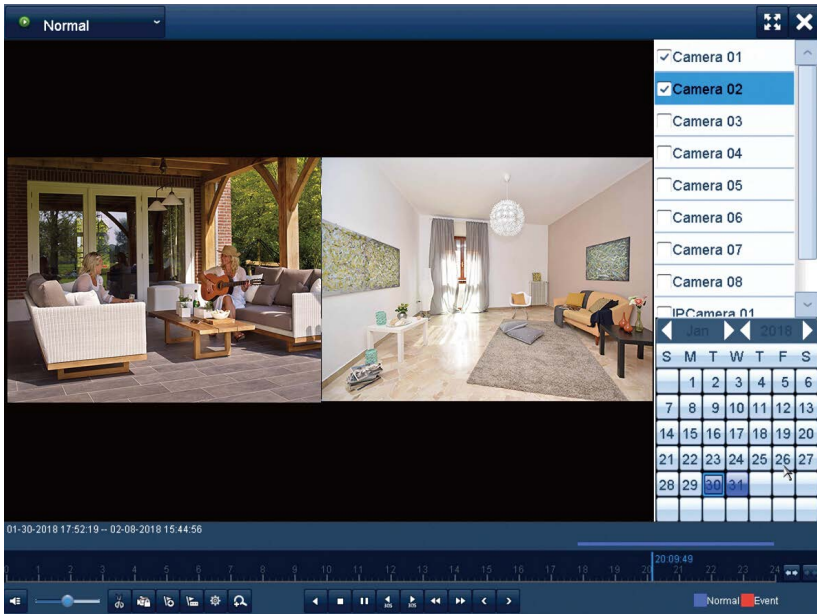 Normal
Camera 01
Camera 02
Camera 03
Camera 04
Camera 05
Camera 06
Camera 07
Camera 08
IPCamera 01
Jan 2018
S M T W T F S
1 2 3 4 5 6
7 8 9 10 11 12 13
14 15 16 17 18 19 20
21 22 23 24 25 26 27
28 29 30 31
01-30-2018 17:52:19 -- 02-08-2018 15:44:56
20:09:49
0 1 2 3 4 5 6 7 8 9 10 11 12 13 14 15 16 17 18 19 20 21 22 23 24
30S 30S
Normal Event